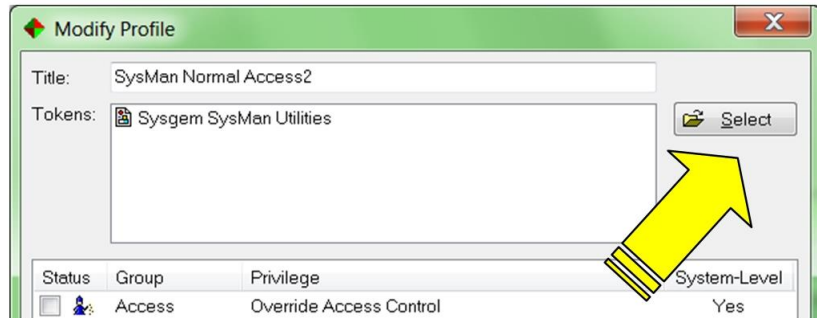 Modify Profile
Title: SysMan Normal Access2
Tokens: Sysgem SysMan Utilities
Select
Status Group Privilege System-Level
Access Override Access Control Yes